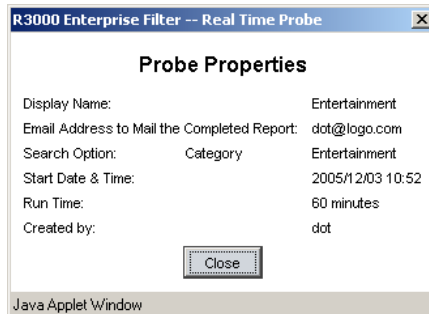 R3000 Enterprise Filter -- Real Time Probe
Probe Properties
Display Name: Entertainment
Email Address to Mail the Completed Report: dot@logo.com
Search Option: Category Entertainment
Start Date & Time: 2005/12/03 10:52
Run Time: 60 minutes
Created by: dot
Close
Java Applet Window